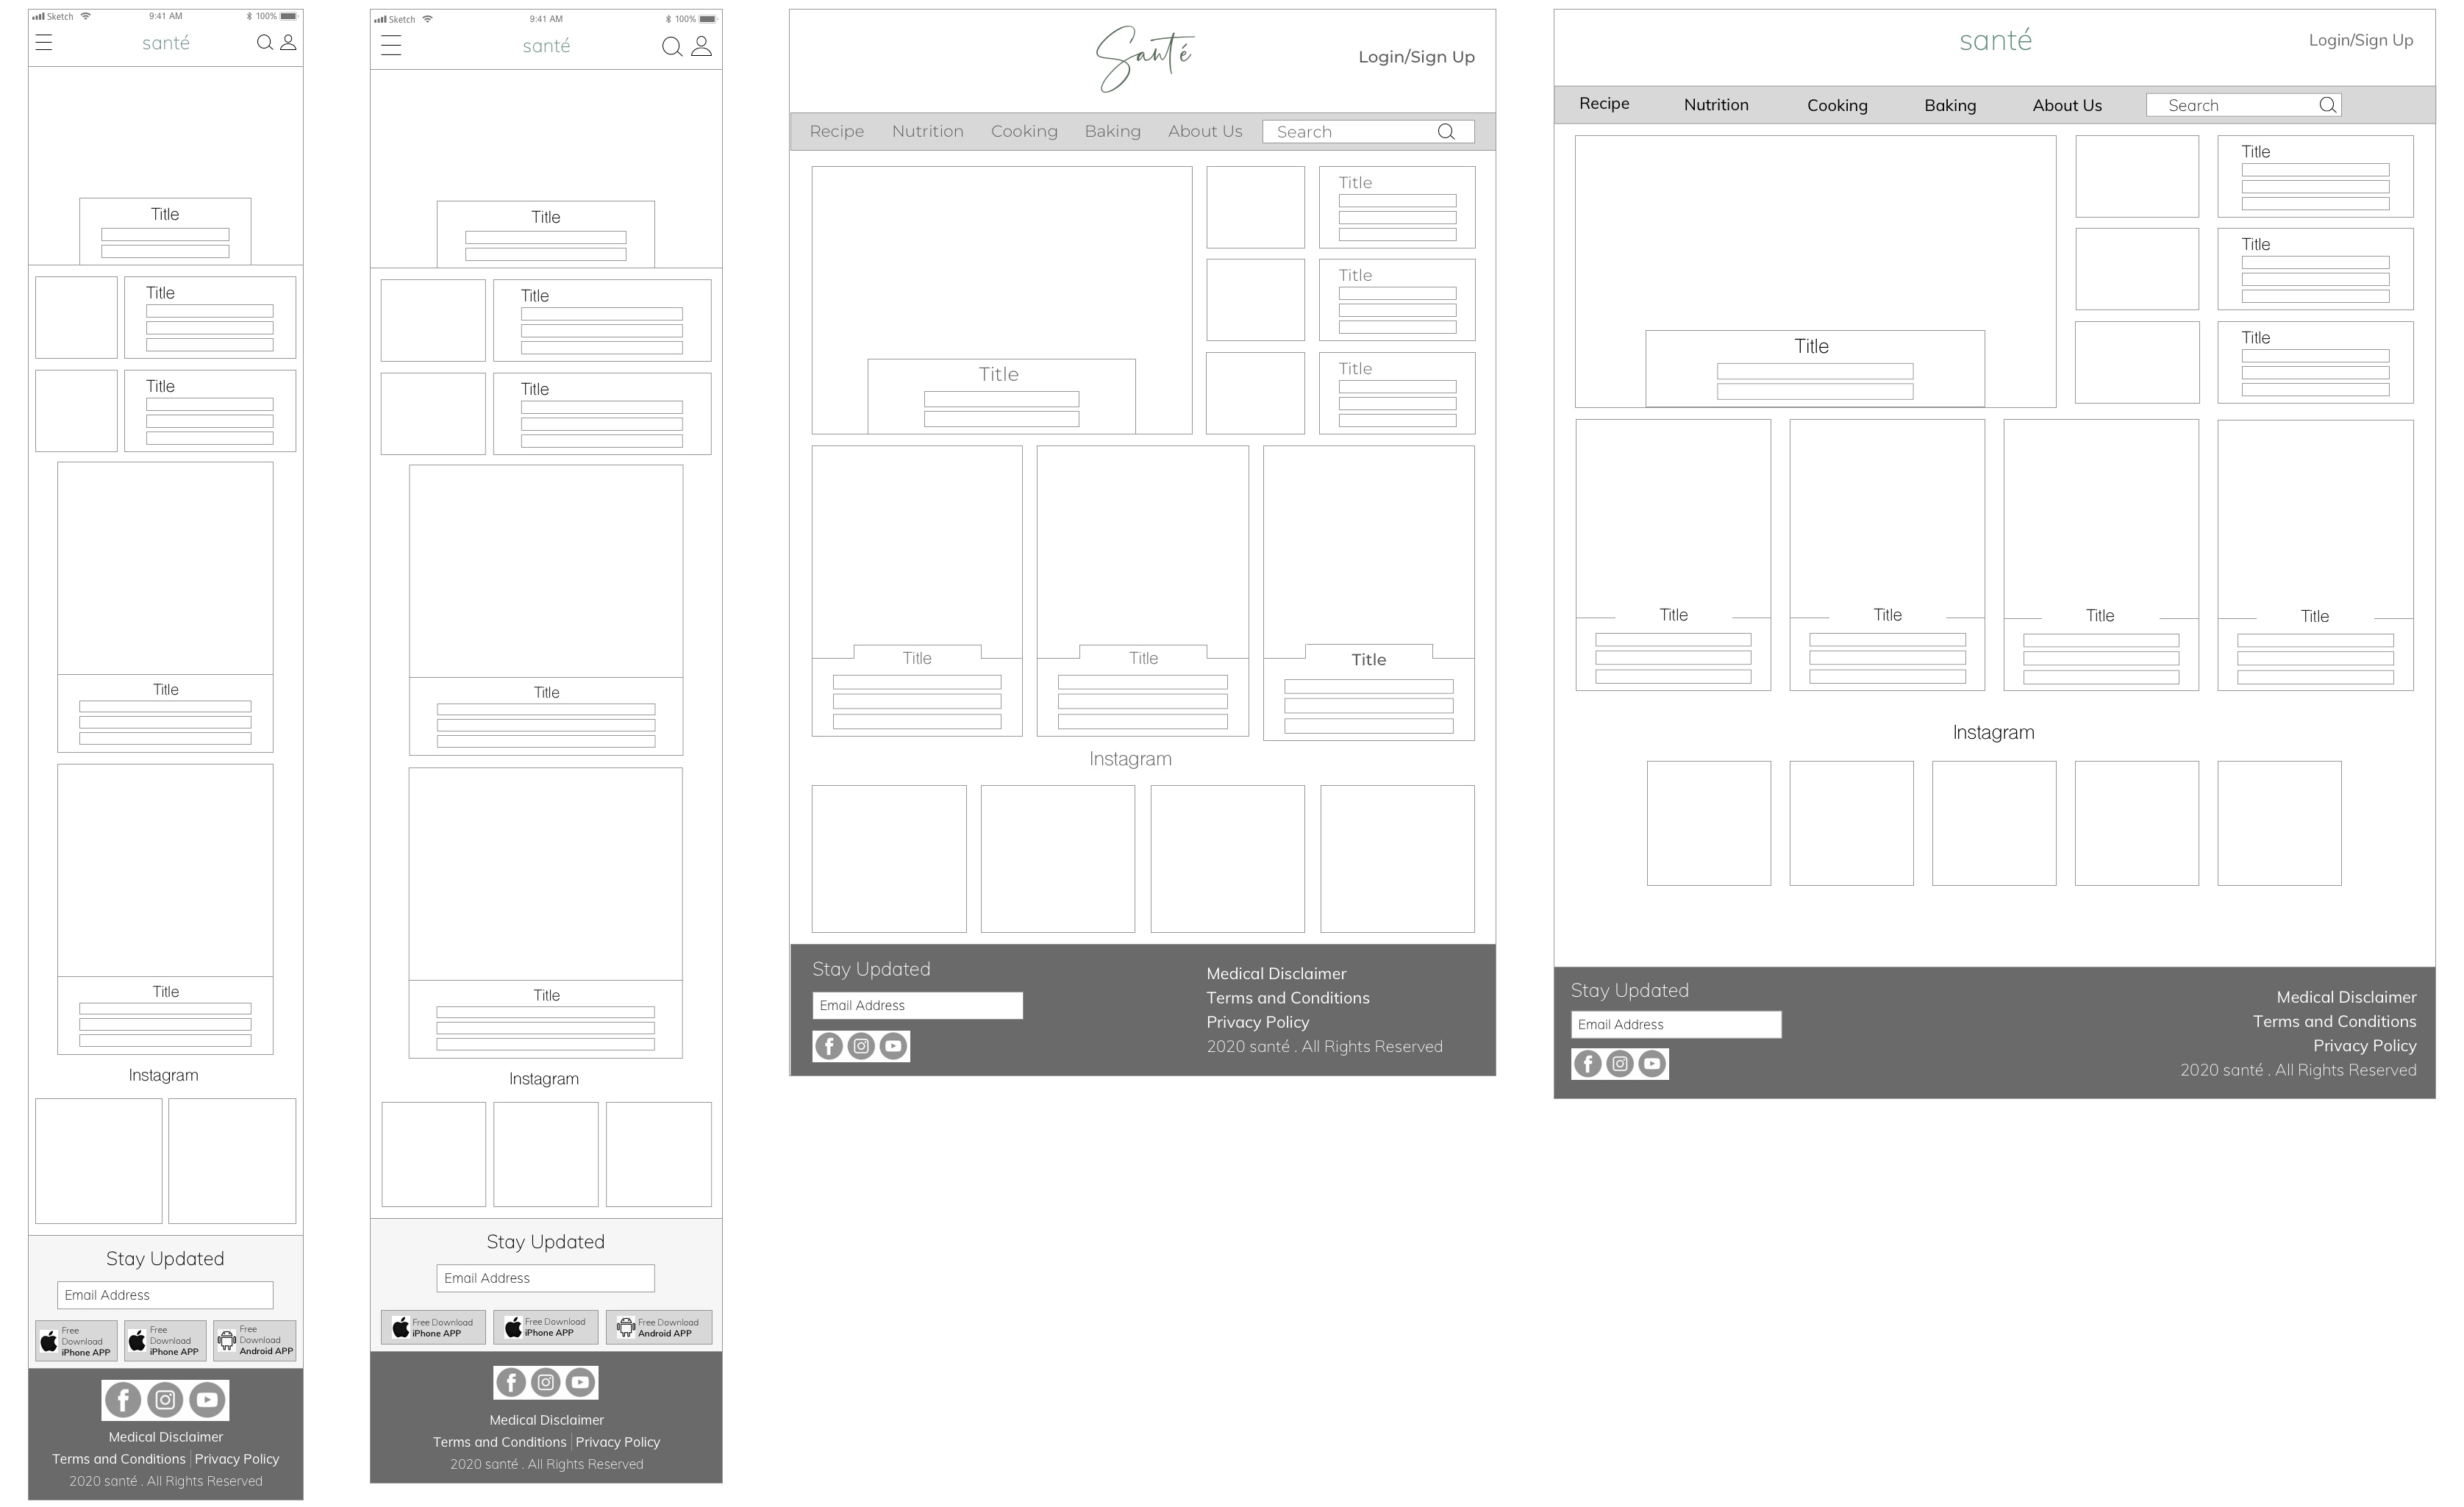 Sketch 9:41 AM 100%
santé
Title
Title
Title
Title
Title
Instagram
Stay Updated
Email Address
Free
Download
iPhone APP
Free
Download
iPhone APP
Free
Download
Android APP
Medical Disclaimer
Terms and Conditions Privacy Policy
2020 santé . All Rights Reserved
Sketch 9:41 AM 100%
santé
Title
Title
Title
Title
Title
Instagram
Stay Updated
Email Address
Free Download
iPhone APP
Free Download
iPhone APP
Free Download
Android APP
Medical Disclaimer
Terms and Conditions Privacy Policy
2020 santé . All Rights Reserved
Santé
Login/Sign Up
Recipe Nutrition Cooking Baking About Us Search
Title
Title
Title
Title
Title Title Title
Instagram
Stay Updated
Email Address
Medical Disclaimer
Terms and Conditions
Privacy Policy
2020 santé . All Rights Reserved
santé
Login/Sign Up
Recipe Nutrition Cooking Baking About Us Search
Title
Title
Title
Title
Title Title Title Title
Instagram
Stay Updated
Email Address
Medical Disclaimer
Terms and Conditions
Privacy Policy
2020 santé . All Rights Reserved